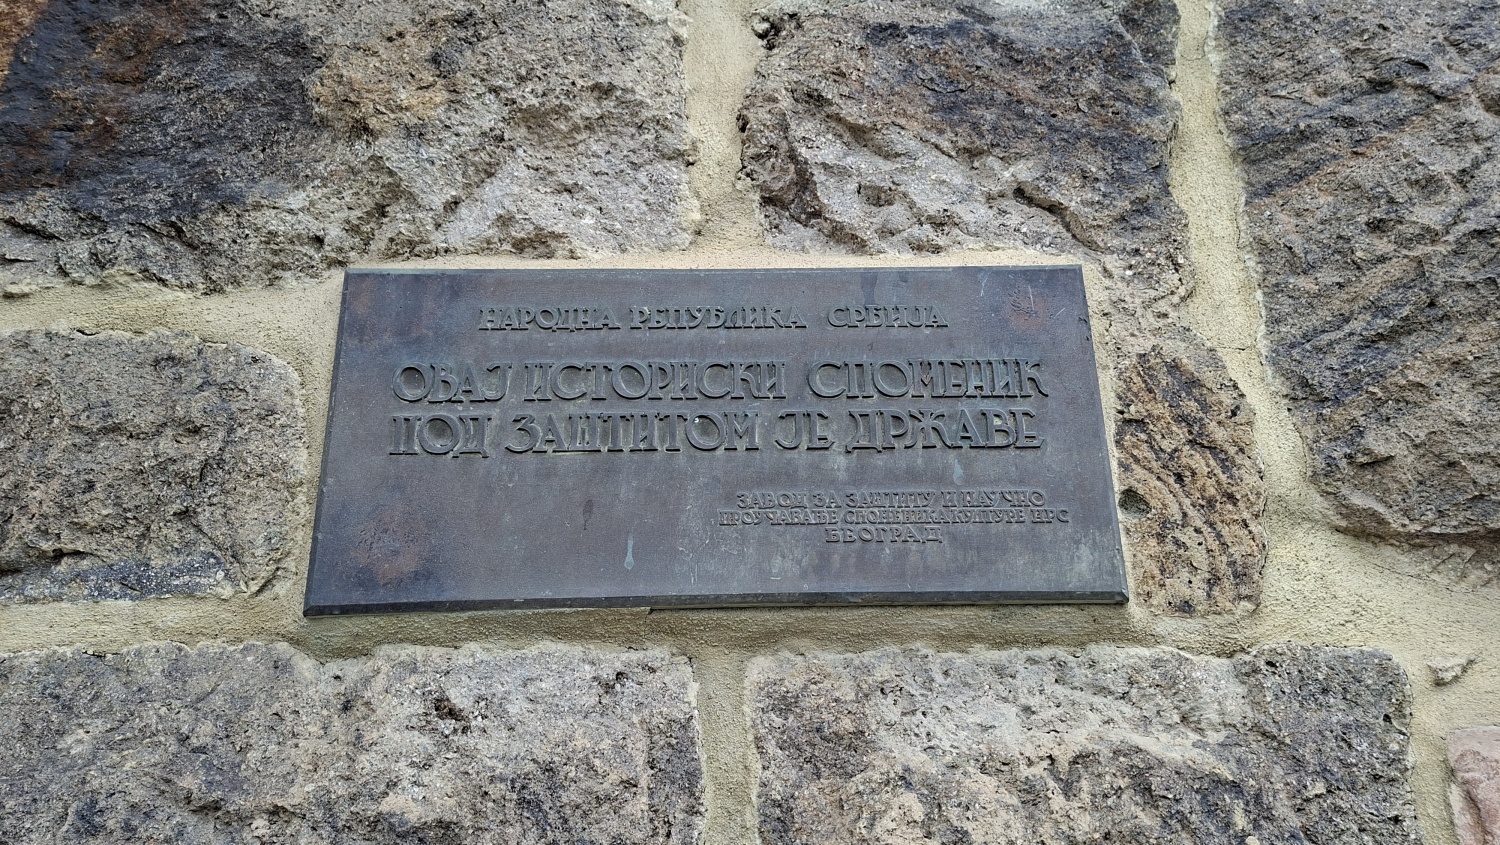 НАРОДНА РЕПУБЛИКА СРБИЈА
ОВАЈ ИСТОРИСКИ СПОМЕНИК
ПОД ЗАШТИТОМ ЈЕ ДРЖАВЕ
ЗАВОД ЗА ЗАШТИТУ И НАУЧНО
ПРОУЧАВАЊЕ СПОМЕНИКА КУЛТУРЕ НРС
БЕОГРАД